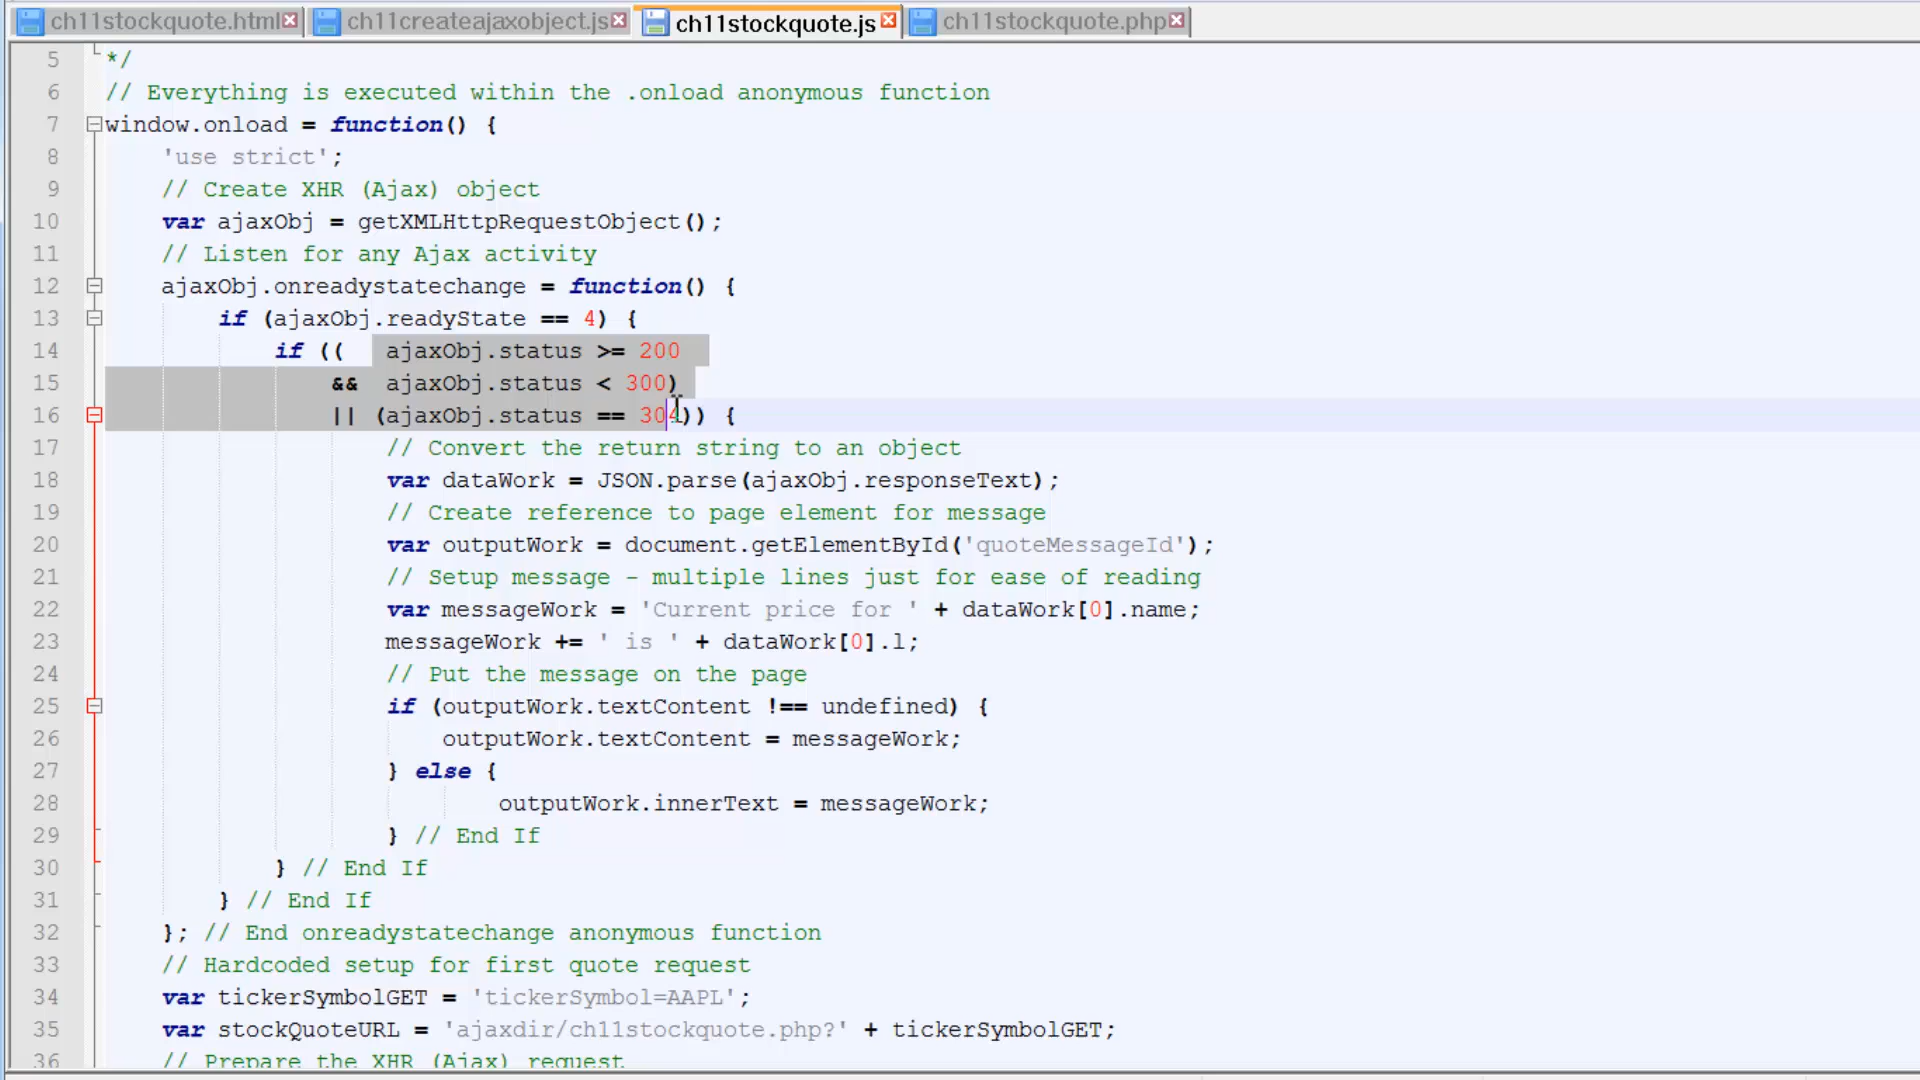 ch11stockquote.html ch11createajaxobject.js ch11stockquote.js ch11stockquote.php
5 */
6 // Everything is executed within the .onload anonymous function
7 window.onload = function() {
8 'use strict';
9 // Create XHR (Ajax) object
10 var ajaxObj = getXMLHttpRequestObject();
11 // Listen for any Ajax activity
12 ajaxObj.onreadystatechange = function() {
13 if (ajaxObj.readyState == 4) {
14 if (( ajaxObj.status >= 200
15 && ajaxObj.status < 300)
16 || (ajaxObj.status == 304)) {
17 // Convert the return string to an object
18 var dataWork = JSON.parse(ajaxObj.responseText);
19 // Create reference to page element for message
20 var outputWork = document.getElementById('quoteMessageId');
21 // Setup message - multiple lines just for ease of reading
22 var messageWork = 'Current price for ' + dataWork[0].name;
23 messageWork += ' is ' + dataWork[0].l;
24 // Put the message on the page
25 if (outputWork.textContent !== undefined) {
26 outputWork.textContent = messageWork;
27 } else {
28 outputWork.innerText = messageWork;
29 } // End If
30 } // End If
31 } // End If
32 }; // End onreadystatechange anonymous function
33 // Hardcoded setup for first quote request
34 var tickerSymbolGET = 'tickerSymbol=AAPL';
35 var stockQuoteURL = 'ajaxdir/ch11stockquote.php?' + tickerSymbolGET;
36 // Prepare the XHR (Ajax) request